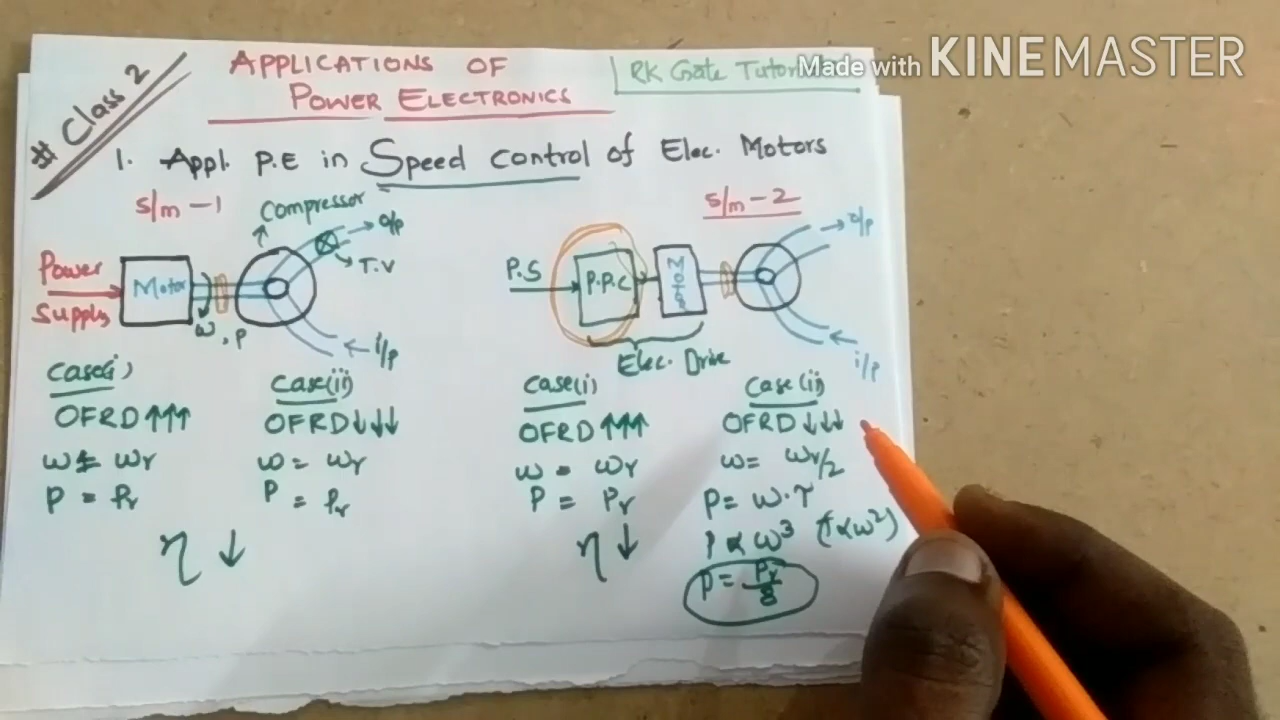 # Class 2
APPLICATIONS OF
POWER ELECTRONICS
RK Gate Tutor
Made with KINEMASTER
1. Appl. P.E in Speed Control of Elec. Motors
S/m -1
Compressor
o/p
T.V
Power
Supply
Motor
ω, P
i/p
Case(i)
OFRD↑↑↑
ω = ωr
P = Pr
Case(ii)
OFRD↓↓↓
ω = ωr
P = Pr
η ↓
S/m-2
o/p
P.S
P.P.C
Motor
Elec. Drive
i/p
Case(i)
OFRD↑↑↑
ω = ωr
P = Pr
η ↓
Case(ii)
OFRD↓↓↓
ω = ωr/2
P = ω.τ
P ∝ ω³ (τ∝ω²)
P = Pr/8